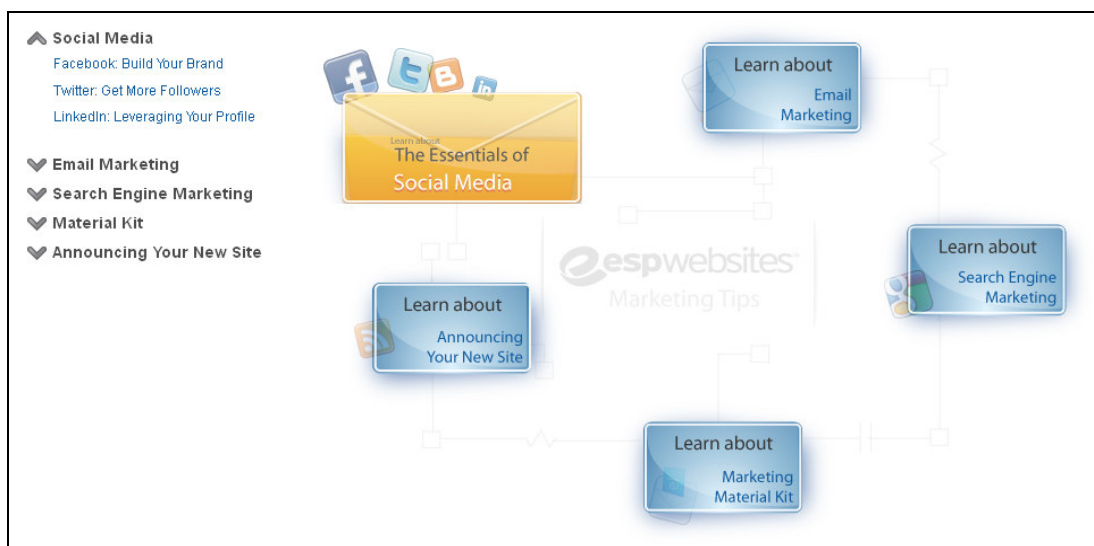 Social Media
Facebook: Build Your Brand
Twitter: Get More Followers
LinkedIn: Leveraging Your Profile
Email Marketing
Search Engine Marketing
Material Kit
Announcing Your New Site
Learn about
The Essentials of
Social Media
Learn about
Email
Marketing
Learn about
Search Engine
Marketing
espwebsites
Marketing Tips
Learn about
Announcing
Your New Site
Learn about
Marketing
Material Kit